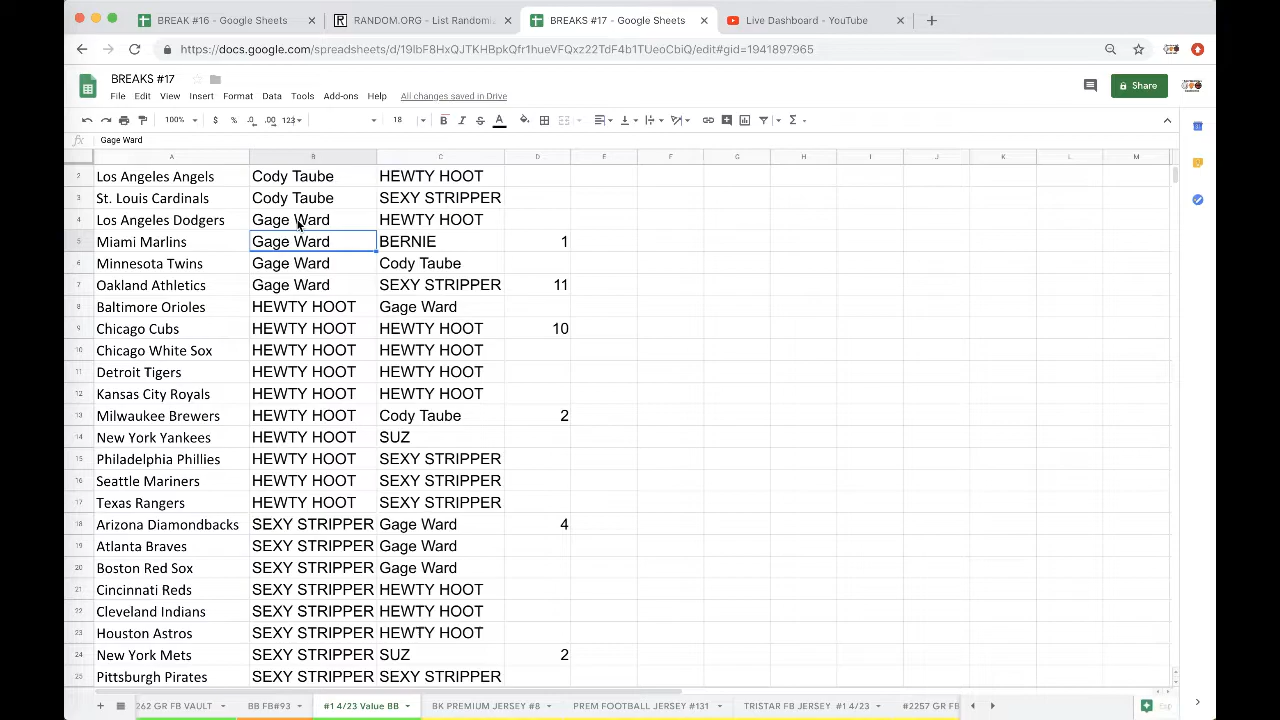 BREAK #16 - Google Sheets
RANDOM.ORG - List Randomi
BREAKS #17 - Google Sheets
Live Dashboard - YouTube
https://docs.google.com/spreadsheets/d/19lbF8HxQJTKHBpkQfr1hueVFQxz22TdF4b1TUeoCbiQ/edit#gid=1941897965
BREAKS #17
File Edit View Insert Format Data Tools Add-ons Help All changes saved in Drive
Share
100% $ % .0 .00 123 18 B I S A
fx Gage Ward
A B C D E F G H I J K L M
2 Los Angeles Angels Cody Taube HEWTY HOOT
3 St. Louis Cardinals Cody Taube SEXY STRIPPER
4 Los Angeles Dodgers Gage Ward HEWTY HOOT
5 Miami Marlins Gage Ward BERNIE 1
6 Minnesota Twins Gage Ward Cody Taube
7 Oakland Athletics Gage Ward SEXY STRIPPER 11
8 Baltimore Orioles HEWTY HOOT Gage Ward
9 Chicago Cubs HEWTY HOOT HEWTY HOOT 10
10 Chicago White Sox HEWTY HOOT HEWTY HOOT
11 Detroit Tigers HEWTY HOOT HEWTY HOOT
12 Kansas City Royals HEWTY HOOT HEWTY HOOT
13 Milwaukee Brewers HEWTY HOOT Cody Taube 2
14 New York Yankees HEWTY HOOT SUZ
15 Philadelphia Phillies HEWTY HOOT SEXY STRIPPER
16 Seattle Mariners HEWTY HOOT SEXY STRIPPER
17 Texas Rangers HEWTY HOOT SEXY STRIPPER
18 Arizona Diamondbacks SEXY STRIPPER Gage Ward 4
19 Atlanta Braves SEXY STRIPPER Gage Ward
20 Boston Red Sox SEXY STRIPPER Gage Ward
21 Cincinnati Reds SEXY STRIPPER HEWTY HOOT
22 Cleveland Indians SEXY STRIPPER HEWTY HOOT
23 Houston Astros SEXY STRIPPER HEWTY HOOT
24 New York Mets SEXY STRIPPER SUZ 2
25 Pittsburgh Pirates SEXY STRIPPER SEXY STRIPPER
262 GR FB VAULT BB FB#93 #1 4/23 Value BB BK PREMIUM JERSEY #8 PREM FOOTBALL JERSEY #131 TRISTAR FB JERSEY #1 4/23 #2257 GR FB Exp